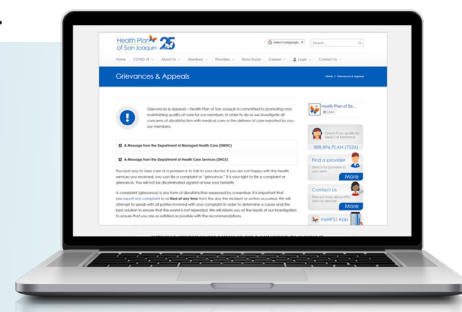 Health Plan
of San Joaquin
25
Select Language
Search...
Home COVID-19 About Us Members Provider News Room Careers Login Contact Us
Grievances & Appeals
Home / Grievances & Appeals
Grievances & Appeals – Health Plan of San Joaquin is committed to promoting and
maintaining quality of care for our members. In order to do so we investigate all
concerns of dissatisfaction with medical care or the delivery of care reported by you
our members.
A Message from the Department of Managed Health Care (DMHC)
A Message from the Department of Health Care Services (DHCS)
The best way to take care of a problem is to talk to your doctor. If you are not happy with the health
services you received, you can file a complaint or "grievance." It is your right to file a complaint or
grievance. You will not be discriminated against or lose your benefits.
A complaint (grievance) is any form of dissatisfaction expressed by a member. It is important that
you report any complaint to us at any time from the day the incident or action occurred. We will
attempt to speak with all parties involved with your complaint in order to determine a cause and the
best solution to ensure that the event is not repeated. We will inform you of the results of our investigation
to ensure that you are as satisfied as possible with the recommendations.
Health Plan of Sa...
Check if you qualify for
Medi-Cal assistance
888.896.PLAN (7526)
Find a provider
More
Contact Us
More
myHPSJ App